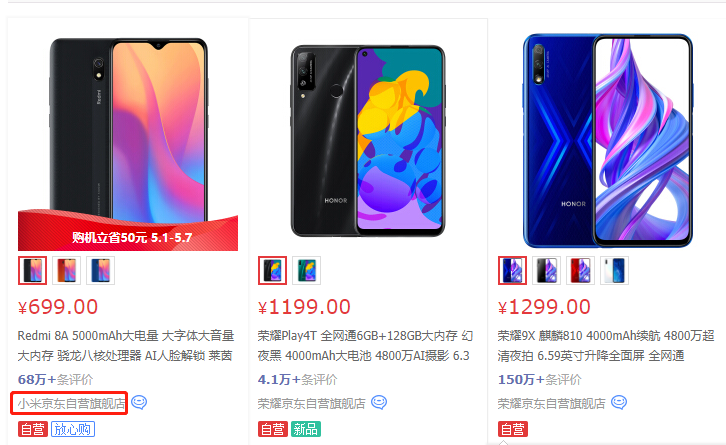 Redmi
购机立省50元 5.1-5.7
¥699.00
Redmi 8A 5000mAh大电量 大字体大音量
大内存 骁龙八核处理器 AI人脸解锁 莱茵
68万+条评价
小米京东自营旗舰店
自营 放心购
HONOR
¥1199.00
荣耀Play4T 全网通6GB+128GB大内存 幻
夜黑 4000mAh大电池 4800万AI摄影 6.3
4.1万+条评价
荣耀京东自营旗舰店
自营 新品
HONOR
¥1299.00
荣耀9X 麒麟810 4000mAh续航 4800万超
清夜拍 6.59英寸升降全面屏 全网通
150万+条评价
荣耀京东自营旗舰店
自营